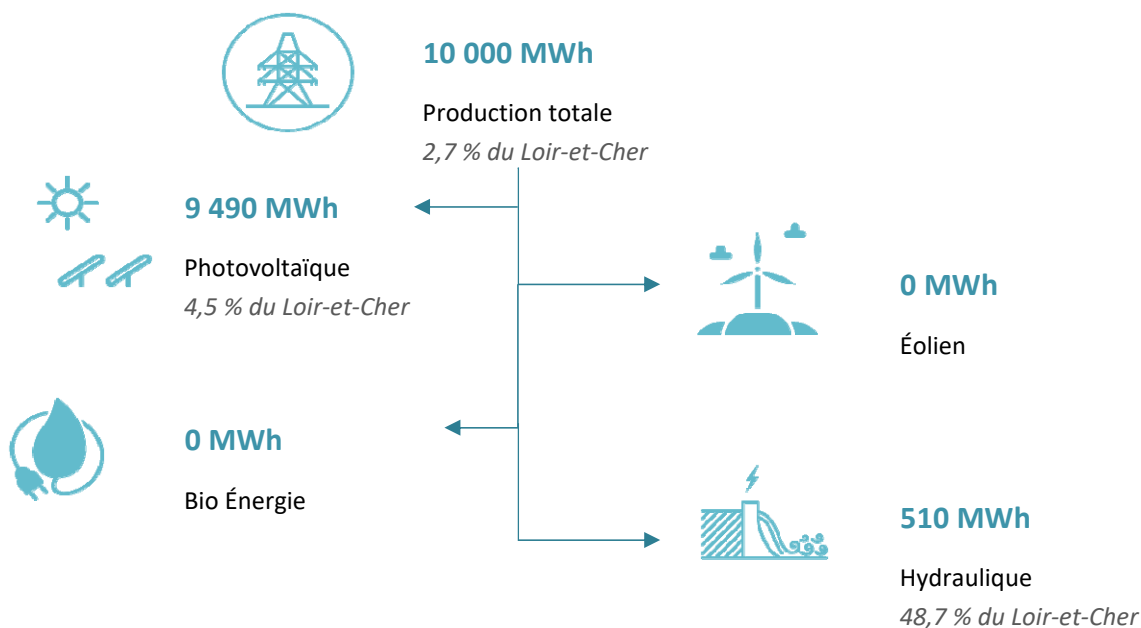 10 000 MWh
Production totale
2,7 % du Loir-et-Cher
9 490 MWh
Photovoltaïque
4,5 % du Loir-et-Cher
0 MWh
Éolien
0 MWh
Bio Énergie
510 MWh
Hydraulique
48,7 % du Loir-et-Cher